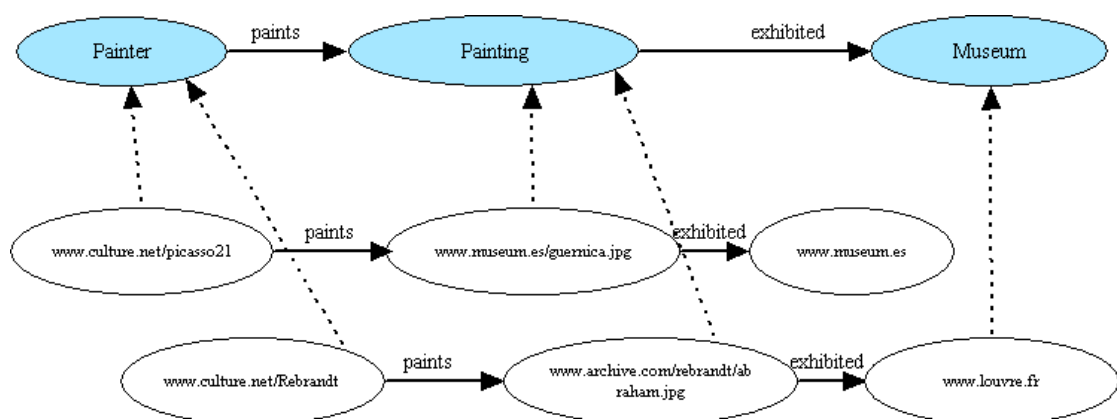 paints
exhibited
Painter
Painting
Museum
paints
exhibited
www.culture.net/picasso21
www.museum.es/guernica.jpg
www.museum.es
paints
exhibited
www.culture.net/Rebrandt
www.archive.com/rebrandt/ab
raham.jpg
www.louvre.fr